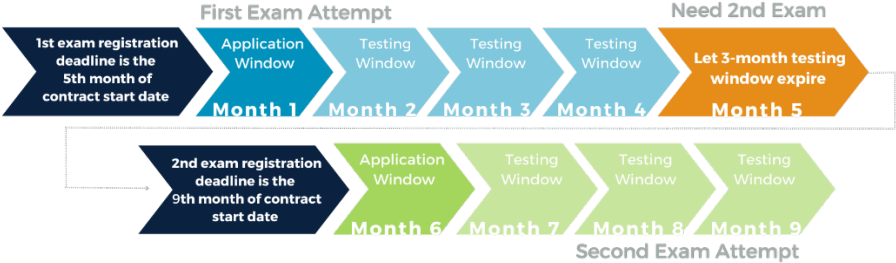 First Exam Attempt
Need 2nd Exam
1st exam registration
deadline is the
5th month of
contract start date
Application
Window
Month 1
Testing
Window
Month 2
Testing
Window
Month 3
Testing
Window
Month 4
Let 3-month testing
window expire
Month 5
2nd exam registration
deadline is the
9th month of contract
start date
Application
Window
Month 6
Testing
Window
Month 7
Testing
Window
Month 8
Testing
Window
Month 9
Second Exam Attempt